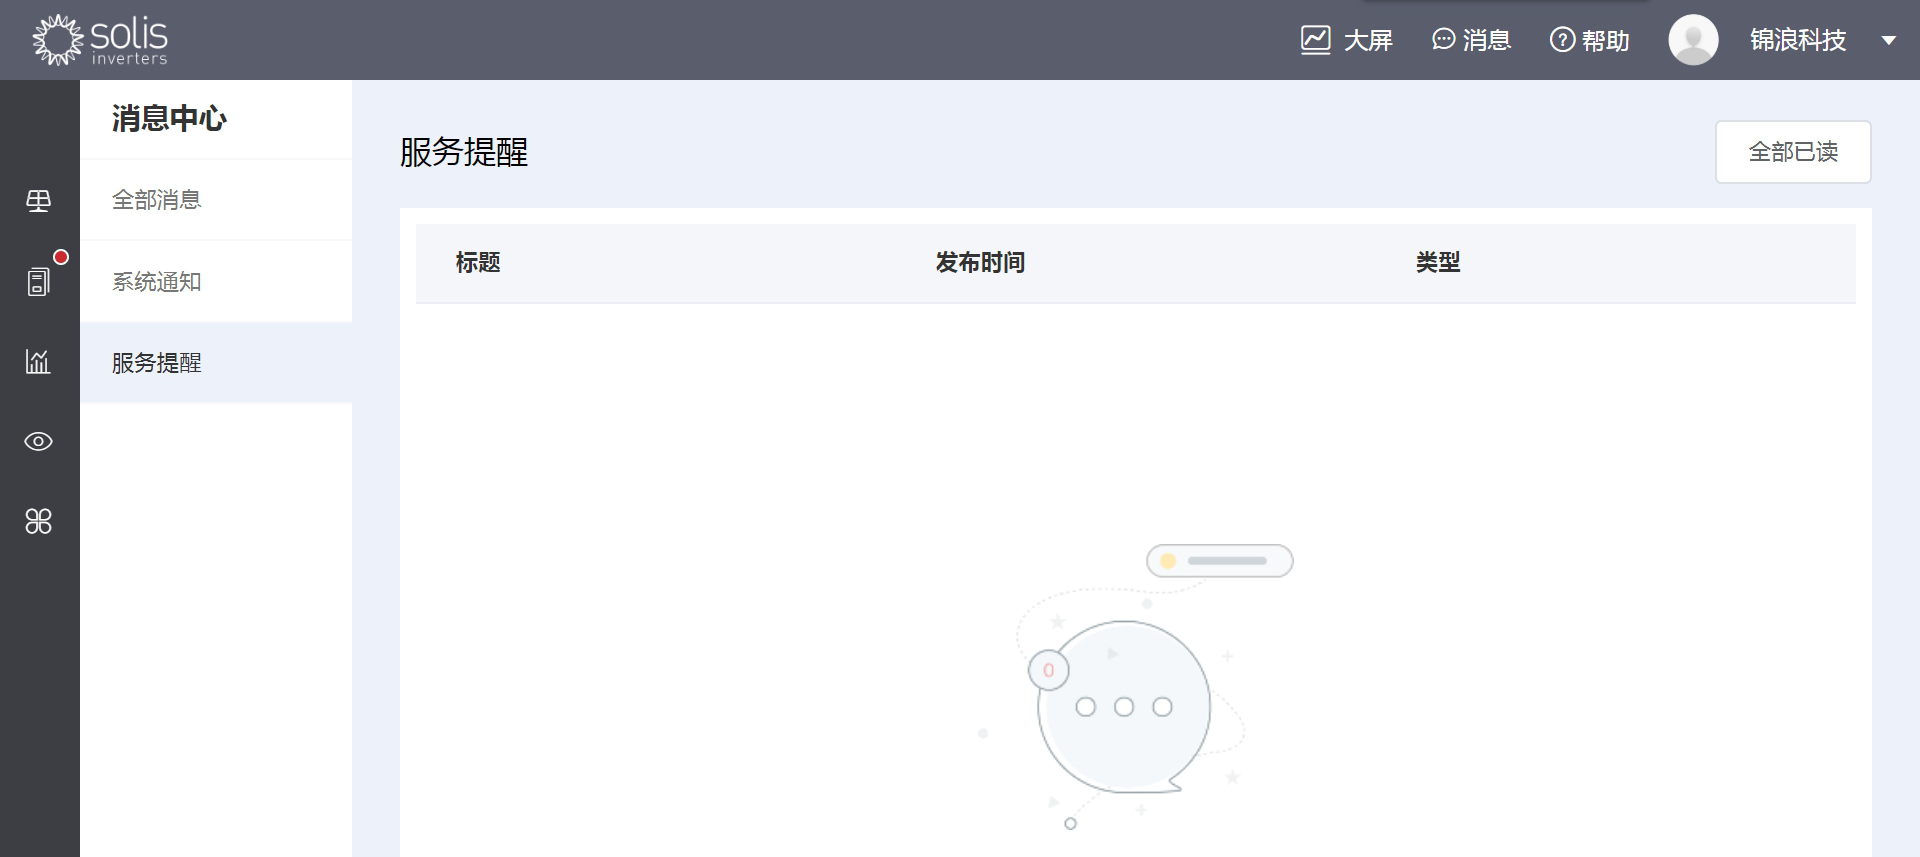 solis
inverters
大屏
消息
帮助
锦浪科技
消息中心
全部消息
系统通知
服务提醒
服务提醒
全部已读
标题
发布时间
类型
0